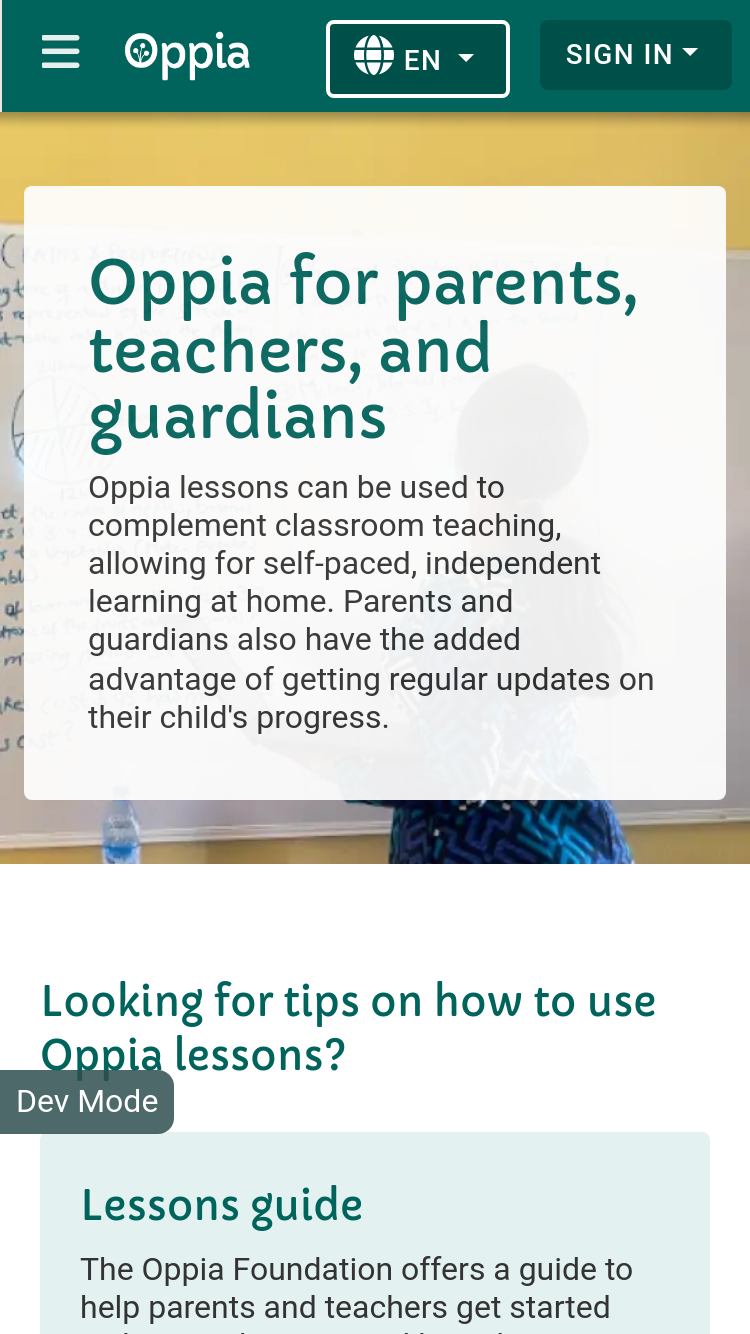 Oppia
EN
SIGN IN
Oppia for parents,
teachers, and
guardians
Oppia lessons can be used to
complement classroom teaching,
allowing for self-paced, independent
learning at home. Parents and
guardians also have the added
advantage of getting regular updates on
their child's progress.
Looking for tips on how to use
Oppia lessons?
Dev Mode
Lessons guide
The Oppia Foundation offers a guide to
help parents and teachers get started